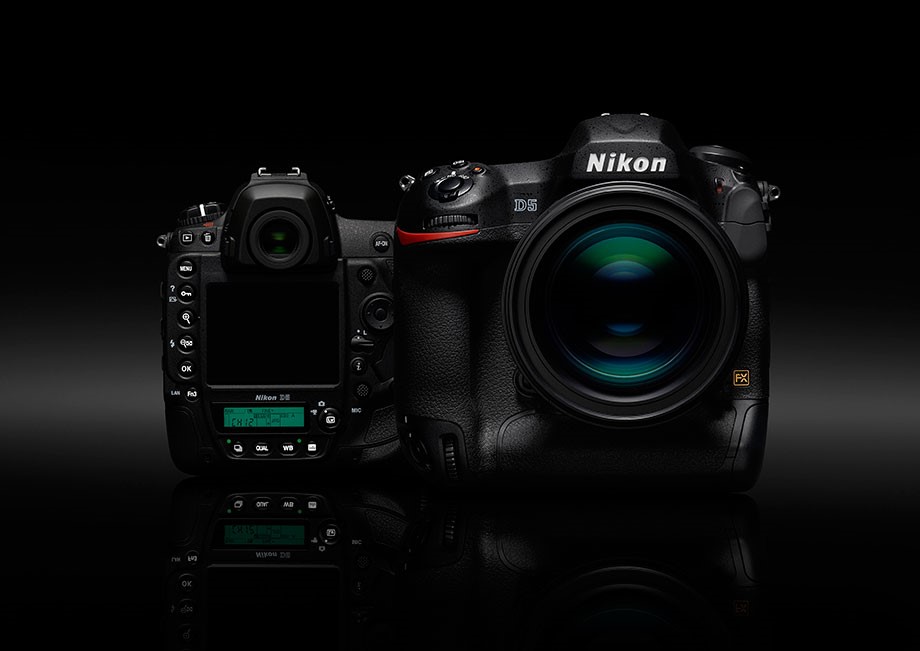 Nikon
D5
FX
AF-ON
MENU
?
L
OK
i
LAN
Fn3
Nikon D5
MIC
QUAL
WB